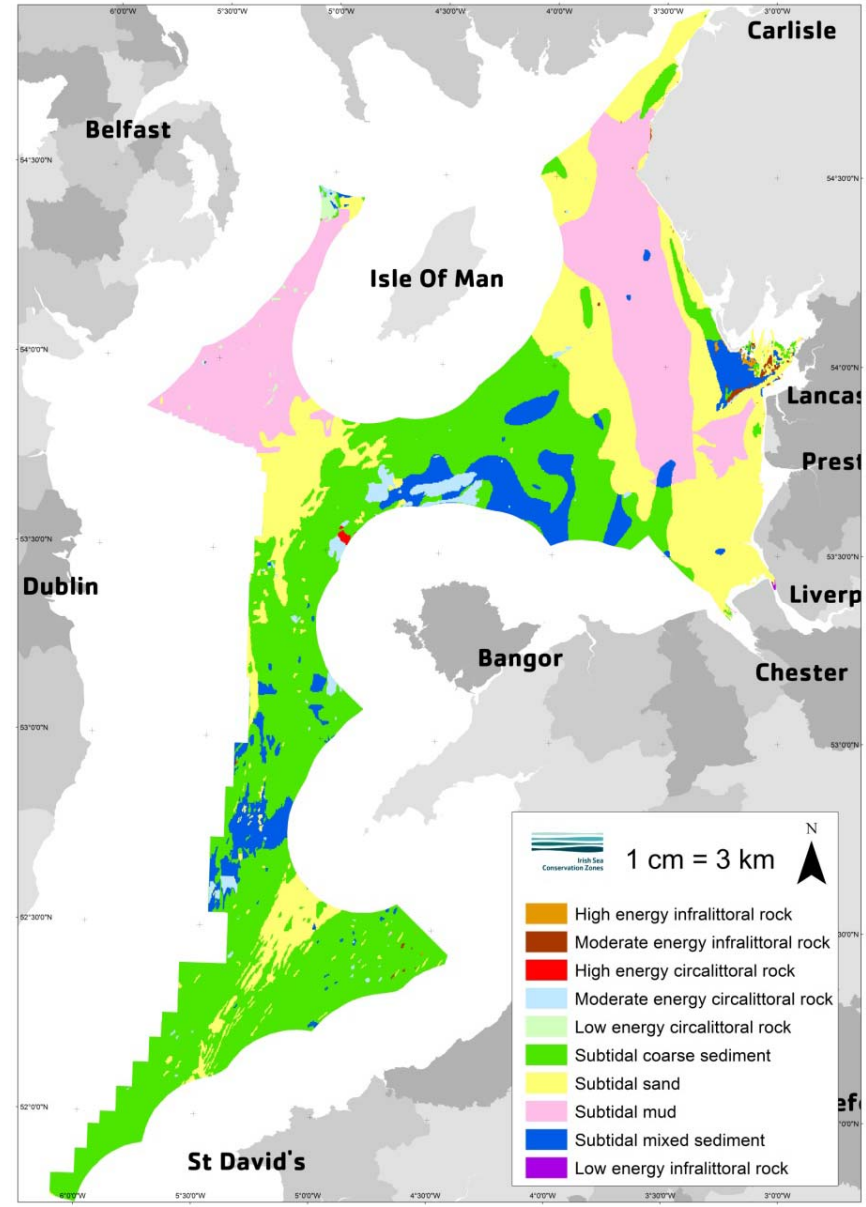 6°0'0"W
5°30'0"W
5°0'0"W
4°30'0"W
4°0'0"W
3°30'0"W
3°0'0"W
Carlisle
Belfast
54°30'0"N
54°30'0"N
Isle Of Man
54°0'0"N
54°0'0"N
Lancas
Prest
53°30'0"N
53°30'0"N
Dublin
Liverp
Bangor
Chester
53°0'0"N
53°0'0"N
Irish Sea
Conservation Zones
1 cm = 3 km
N
52°30'0"N
30'0"N
High energy infralittoral rock
Moderate energy infralittoral rock
High energy circalittoral rock
Moderate energy circalittoral rock
Low energy circalittoral rock
Subtidal coarse sediment
Subtidal sand
Subtidal mud
Subtidal mixed sediment
Low energy infralittoral rock
52°0'0"N
0'0"N
St David's
6°0'0"W
5°30'0"W
5°0'0"W
4°30'0"W
4°0'0"W
3°30'0"W
3°0'0"W